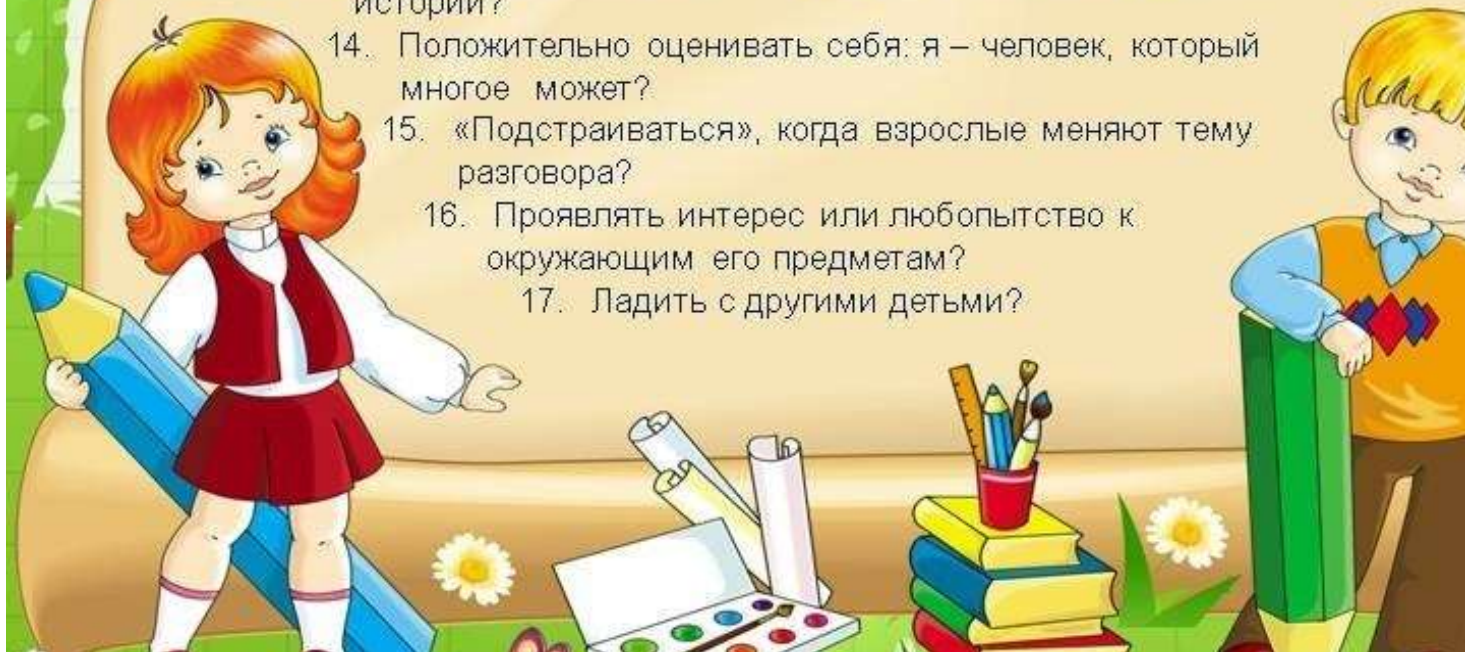 истории?
14. Положительно оценивать себя: я – человек, который
многое может?
15. «Подстраиваться», когда взрослые меняют тему
разговора?
16. Проявлять интерес или любопытство к
окружающим его предметам?
17. Ладить с другими детьми?